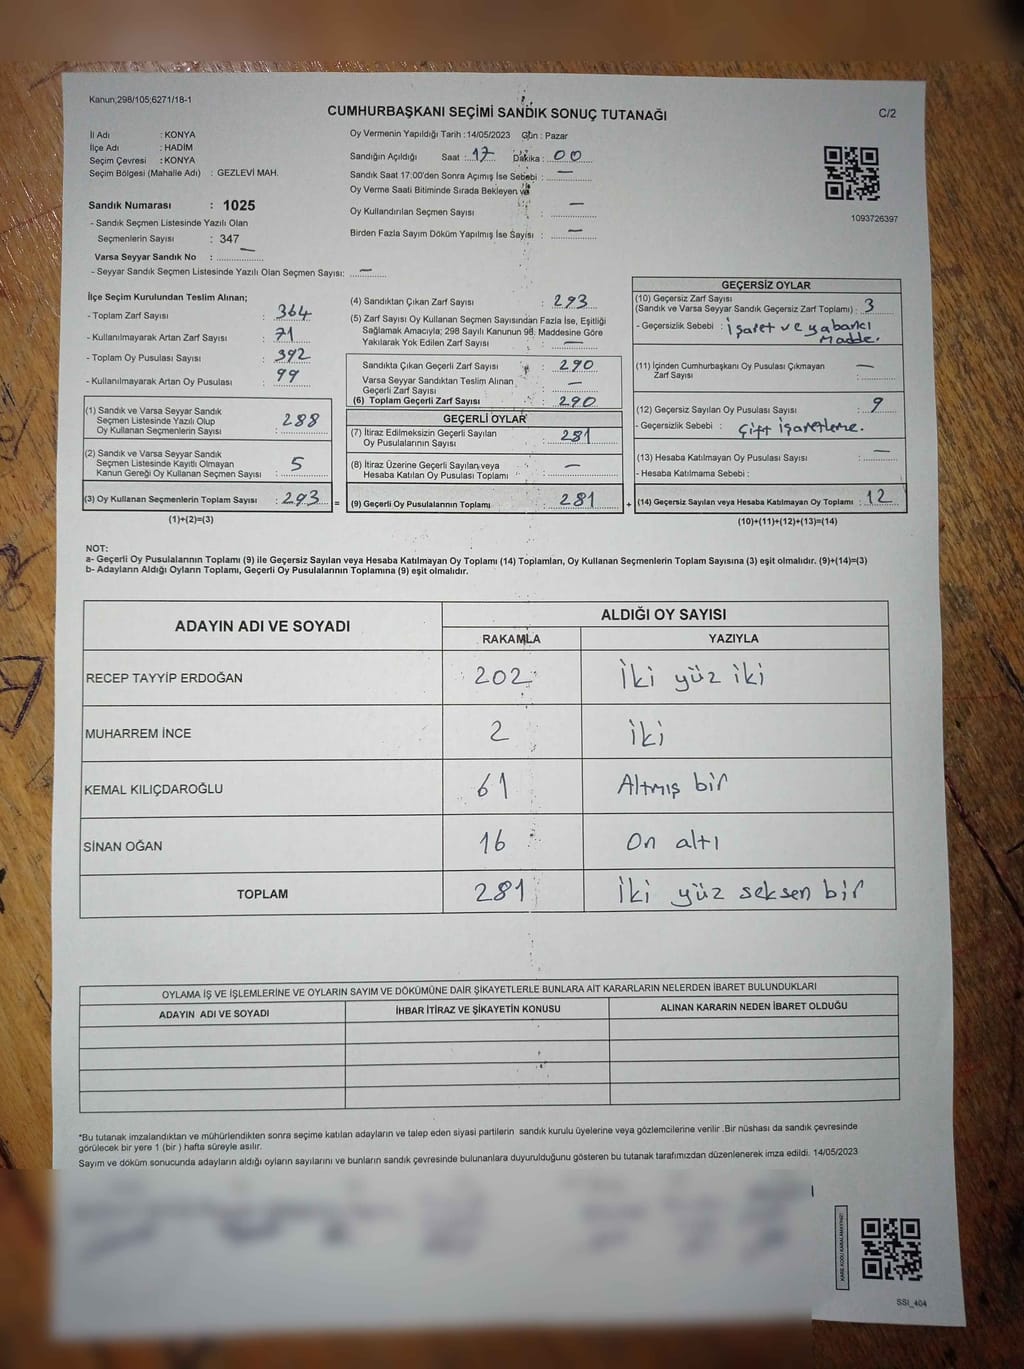 Kanun;298/105;6271/18-1
CUMHURBAŞKANI SEÇİMİ SANDIK SONUÇ TUTANAĞI
C/2
İl Adı : KONYA
İlçe Adı : HADİM
Seçim Çevresi : KONYA
Seçim Bölgesi (Mahalle Adı) : GEZLEVİ MAH.
Sandık Numarası : 1025
- Sandık Seçmen Listesinde Yazılı Olan
Seçmenlerin Sayısı : 347
Varsa Seyyar Sandık No : —
- Seyyar Sandık Seçmen Listesinde Yazılı Olan Seçmen Sayısı: —
Oy Vermenin Yapıldığı Tarih : 14/05/2023 Gün : Pazar
Sandığın Açıldığı Saat : 17 Dakika : 00
Sandık Saat 17:00'den Sonra Açımış İse Sebebi : —
Oy Verme Saati Bitiminde Sırada Bekleyen ve
Oy Kullandırılan Seçmen Sayısı : —
Birden Fazla Sayım Döküm Yapılmış İse Sayısı : —
1093726397
İlçe Seçim Kurulundan Teslim Alınan;
- Toplam Zarf Sayısı : 364
- Kullanılmayarak Artan Zarf Sayısı : 71
- Toplam Oy Pusulası Sayısı : 392
- Kullanılmayarak Artan Oy Pusulası : 99
(1) Sandık ve Varsa Seyyar Sandık
Seçmen Listesinde Yazılı Olup
Oy Kullanan Seçmenlerin Sayısı : 288
(2) Sandık ve Varsa Seyyar Sandık
Seçmen Listesinde Kayıtlı Olmayan
Kanun Gereği Oy Kullanan Seçmen Sayısı : 5
(3) Oy Kullanan Seçmenlerin Toplam Sayısı : 293 =
(1)+(2)=(3)
(4) Sandıktan Çıkan Zarf Sayısı : 293
(5) Zarf Sayısı Oy Kullanan Seçmen Sayısından Fazla İse, Eşitliği
Sağlamak Amacıyla; 298 Sayılı Kanunun 98. Maddesine Göre
Yakılarak Yok Edilen Zarf Sayısı : —
Sandıkta Çıkan Geçerli Zarf Sayısı : 290
Varsa Seyyar Sandıktan Teslim Alınan
Geçerli Zarf Sayısı : —
(6) Toplam Geçerli Zarf Sayısı : 290
GEÇERLİ OYLAR
(7) İtiraz Edilmeksizin Geçerli Sayılan
Oy Pusulalarının Sayısı : 281
(8) İtiraz Üzerine Geçerli Sayılan veya
Hesaba Katılan Oy Pusulası Toplamı : —
(9) Geçerli Oy Pusulalarının Toplamı : 281 +
GEÇERSİZ OYLAR
(10) Geçersiz Zarf Sayısı
(Sandık ve Varsa Seyyar Sandık Geçersiz Zarf Toplamı) : 3
- Geçersizlik Sebebi : İşaret ve yabancı
Madde.
(11) İçinden Cumhurbaşkanı Oy Pusulası Çıkmayan
Zarf Sayısı : —
(12) Geçersiz Sayılan Oy Pusulası Sayısı : 9
- Geçersizlik Sebebi : Çift İşaretleme.
(13) Hesaba Katılmayan Oy Pusulası Sayısı : —
- Hesaba Katılmama Sebebi :
(14) Geçersiz Sayılan veya Hesaba Katılmayan Oy Toplamı : 12
(10)+(11)+(12)+(13)=(14)
NOT:
a- Geçerli Oy Pusulalarının Toplamı (9) ile Geçersiz Sayılan veya Hesaba Katılmayan Oy Toplamı (14) Toplamları, Oy Kullanan Seçmenlerin Toplam Sayısına (3) eşit olmalıdır. (9)+(14)=(3)
b- Adayların Aldığı Oyların Toplamı, Geçerli Oy Pusulalarının Toplamına (9) eşit olmalıdır.
ADAYIN ADI VE SOYADI ALDIĞI OY SAYISI
RAKAMLA YAZIYLA
RECEP TAYYİP ERDOĞAN 202 İki yüz iki
MUHARREM İNCE 2 iki
KEMAL KILIÇDAROĞLU 61 Altmış bir
SİNAN OĞAN 16 On altı
TOPLAM 281 İki yüz seksen bir
OYLAMA İŞ VE İŞLEMLERİNE VE OYLARIN SAYIM VE DÖKÜMÜNE DAİR ŞİKAYETLERLE BUNLARA AİT KARARLARIN NELERDEN İBARET BULUNDUKLARI
ADAYIN ADI VE SOYADI İHBAR İTİRAZ VE ŞİKAYETİN KONUSU ALINAN KARARIN NEDEN İBARET OLDUĞU
*Bu tutanak imzalandıktan ve mühürlendikten sonra seçime katılan adayların ve talep eden siyasi partilerin sandık kurulu üyelerine veya gözlemcilerine verilir .Bir nüshası da sandık çevresinde
görülecek bir yere 1 (bir ) hafta süreyle asılır.
Sayım ve döküm sonucunda adayların aldığı oyların sayılarını ve bunların sandık çevresinde bulunanlara duyurulduğunu gösteren bu tutanak tarafımızdan düzenlenerek imza edildi. 14/05/2023
KARE KODU KARALAMAYINIZ!
SSI_404